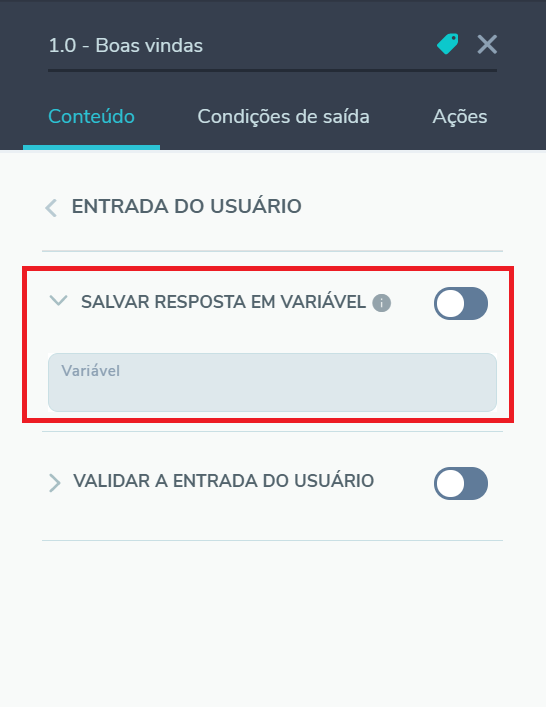 1.0 - Boas vindas
Conteúdo Condições de saída Ações
ENTRADA DO USUÁRIO
SALVAR RESPOSTA EM VARIÁVEL i
Variável
VALIDAR A ENTRADA DO USUÁRIO